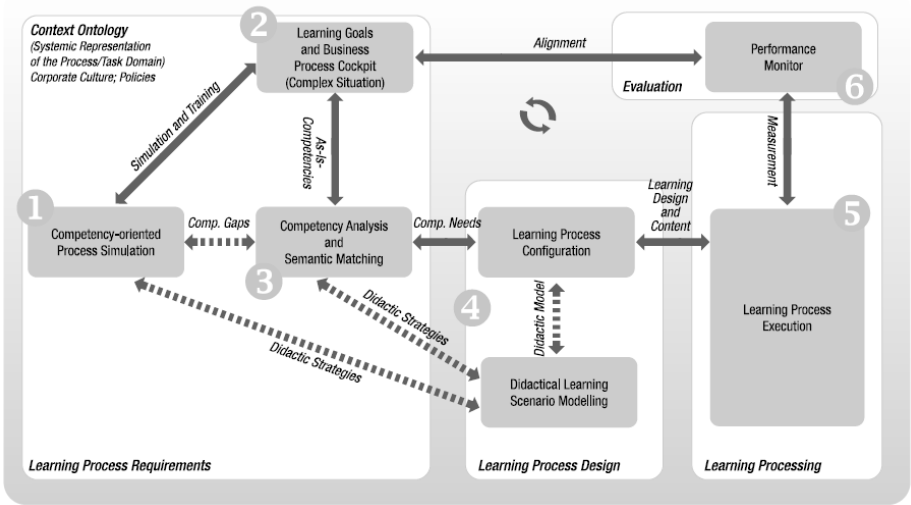 Context Ontology
(Systemic Representation
of the Process/Task Domain)
Corporate Culture; Policies
2
Learning Goals
and Business
Process Cockpit
(Complex Situation)
Alignment
Performance
Monitor
Evaluation
6
Simulation and Training
As-Is-
Competencies
Measurement
1
Competency-oriented
Process Simulation
Comp. Gaps
Competency Analysis
and
Semantic Matching
3
Comp. Needs
Learning Process
Configuration
Learning
Design
and
Content
5
Learning Process
Execution
4
Didactic Strategies
Didactic Strategies
Didactic Model
Didactical Learning
Scenario Modelling
Learning Process Requirements
Learning Process Design
Learning Processing